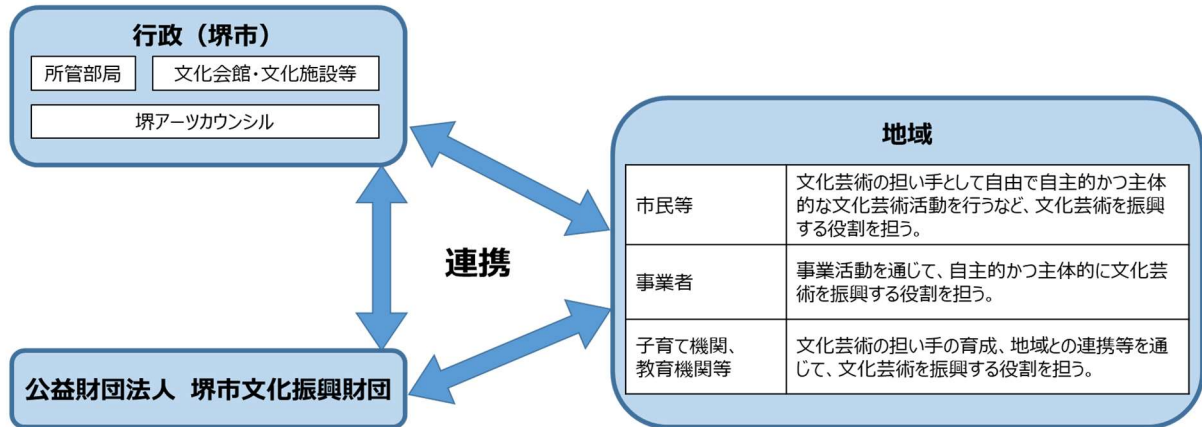 行政（堺市）
所管部局
文化会館・文化施設等
堺アーツカウンシル
連携
公益財団法人 堺市文化振興財団
地域
市民等
文化芸術の担い手として自由で自主的かつ主体
的な文化芸術活動を行うなど、文化芸術を振興
する役割を担う。
事業者
事業活動を通じて、自主的かつ主体的に文化芸
術を振興する役割を担う。
子育て機関、
教育機関等
文化芸術の担い手の育成、地域との連携等を通
じて、文化芸術を振興する役割を担う。